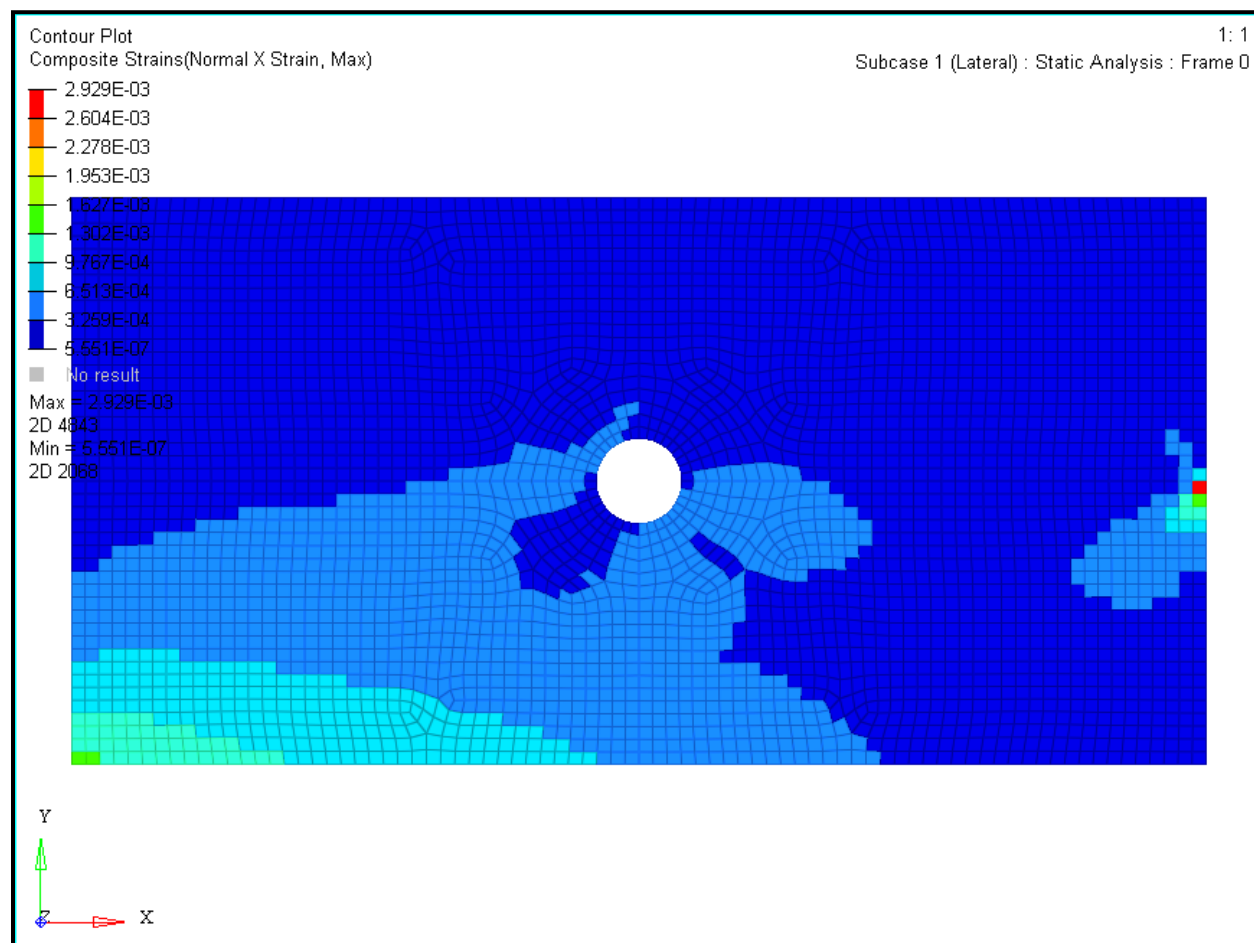 Contour Plot
1: 1
Composite Strains(Normal X Strain, Max)
Subcase 1 (Lateral) : Static Analysis : Frame 0
2.929E-03
2.604E-03
2.278E-03
1.953E-03
1.627E-03
1.302E-03
9.767E-04
6.513E-04
3.259E-04
5.551E-07
No result
Max = 2.929E-03
2D 4843
Min = 5.551E-07
2D 2068
Y
Z
X